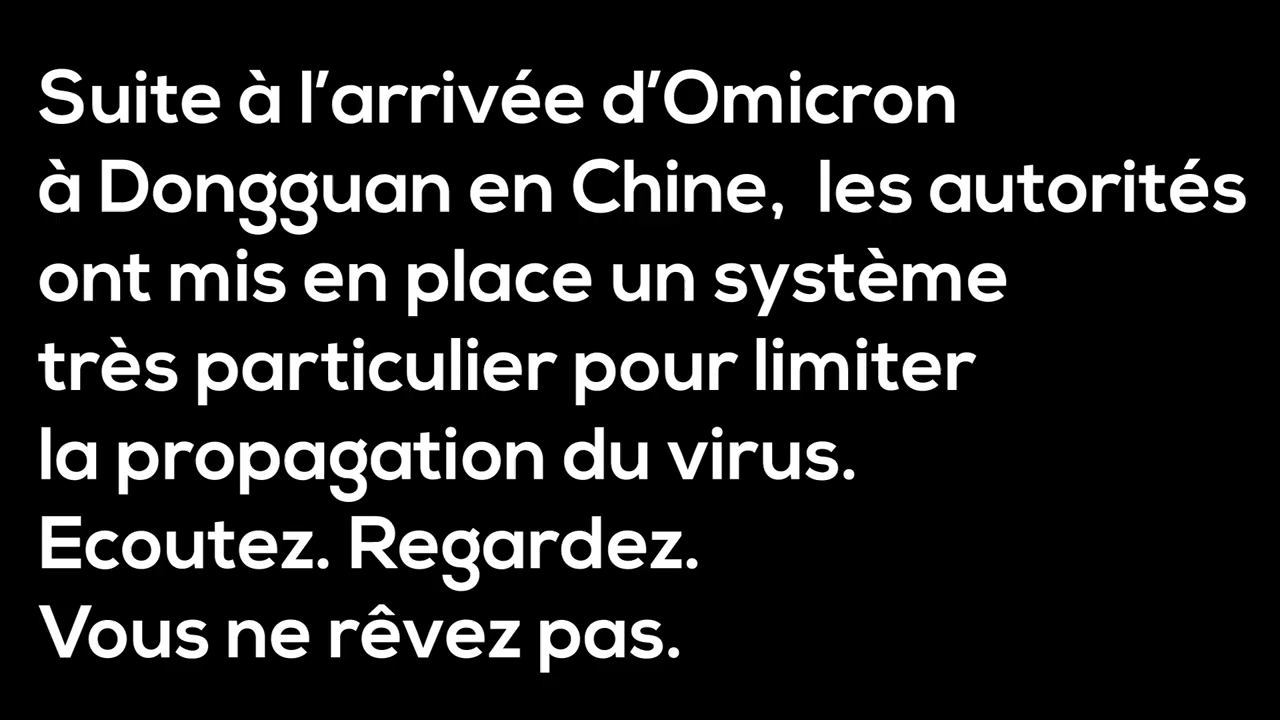 Suite à l’arrivée d’Omicron
à Dongguan en Chine, les autorités
ont mis en place un système
très particulier pour limiter
la propagation du virus.
Ecoutez. Regardez.
Vous ne rêvez pas.